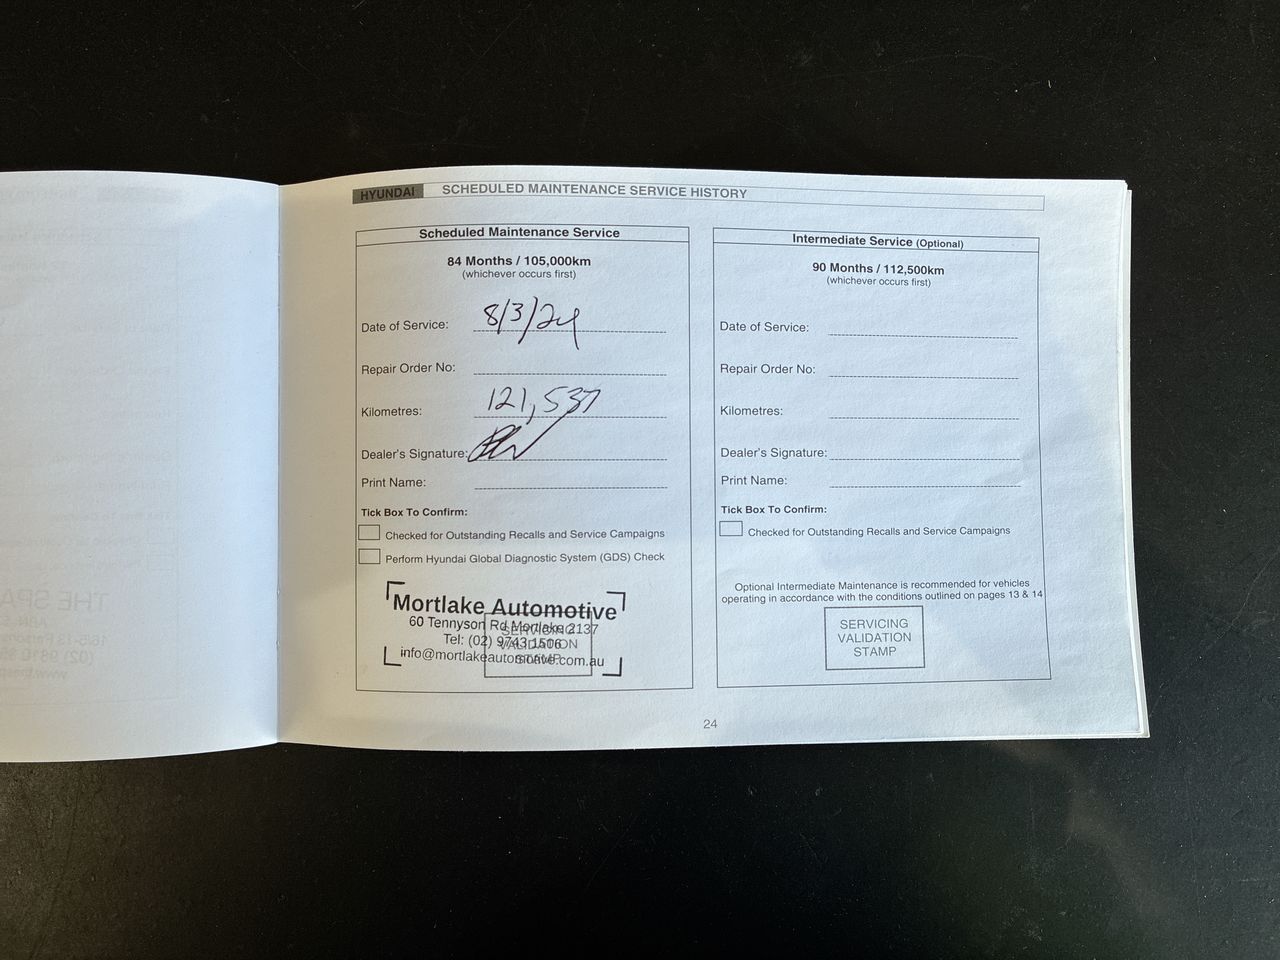 HYUNDAI SCHEDULED MAINTENANCE SERVICE HISTORY
Scheduled Maintenance Service
84 Months / 105,000km
(whichever occurs first)
Date of Service: 8/3/24
Repair Order No:
Kilometres: 121,537
Dealer's Signature:
Print Name:
Tick Box To Confirm:
Checked for Outstanding Recalls and Service Campaigns
Perform Hyundai Global Diagnostic System (GDS) Check
Mortlake Automotive
60 Tennyson Rd Mortlake 2137
Tel: (02) 9743 1506
info@mortlakeautomotive.com.au
SERVICING
VALIDATION
STAMP
Intermediate Service (Optional)
90 Months / 112,500km
(whichever occurs first)
Date of Service:
Repair Order No:
Kilometres:
Dealer's Signature:
Print Name:
Tick Box To Confirm:
Checked for Outstanding Recalls and Service Campaigns
Optional Intermediate Maintenance is recommended for vehicles
operating in accordance with the conditions outlined on pages 13 & 14
SERVICING
VALIDATION
STAMP
24